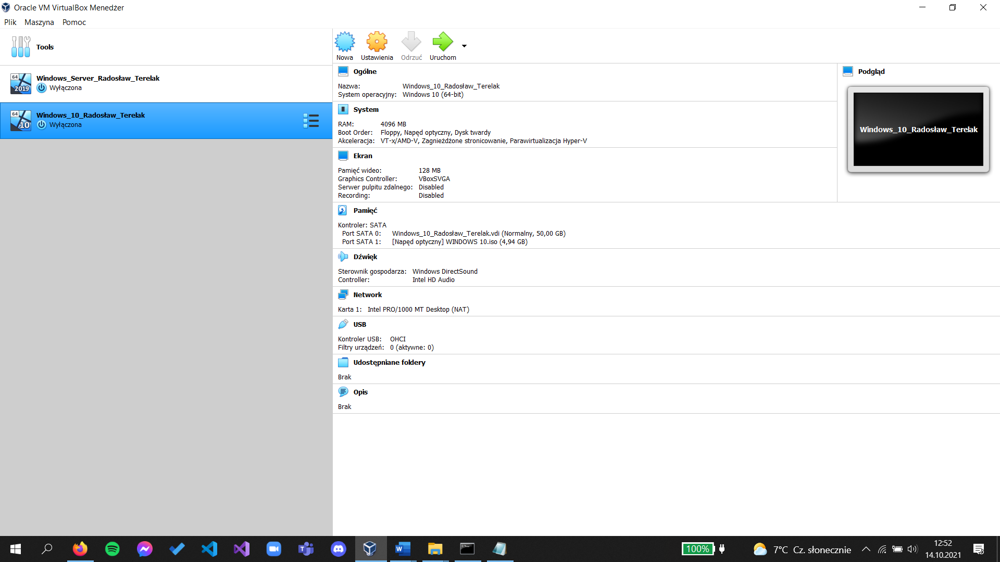 Oracle VM VirtualBox Menedżer
Plik Maszyna Pomoc
Tools
64
2019
Windows_Server_Radosław_Terelak
Wyłączona
64
10
Windows_10_Radosław_Terelak
Wyłączona
Nowa Ustawienia Odrzuć Uruchom
Ogólne
Nazwa: Windows_10_Radosław_Terelak
System operacyjny: Windows 10 (64-bit)
System
RAM: 4096 MB
Boot Order: Floppy, Napęd optyczny, Dysk twardy
Akceleracja: VT-x/AMD-V, Zagnieżdżone stronicowanie, Parawirtualizacja Hyper-V
Ekran
Pamięć wideo: 128 MB
Graphics Controller: VBoxSVGA
Serwer pulpitu zdalnego: Disabled
Recording: Disabled
Podgląd
Windows_10_Radosław_Terelak
Pamięć
Kontroler: SATA
Port SATA 0: Windows_10_Radosław_Terelak.vdi (Normalny, 50,00 GB)
Port SATA 1: [Napęd optyczny] WINDOWS 10.iso (4,94 GB)
Dźwięk
Sterownik gospodarza: Windows DirectSound
Controller: Intel HD Audio
Network
Karta 1: Intel PRO/1000 MT Desktop (NAT)
USB
Kontroler USB: OHCI
Filtry urządzeń: 0 (aktywne: 0)
Udostępniane foldery
Brak
Opis
Brak
100%
7°C Cz. słonecznie
12:52
14.10.2021